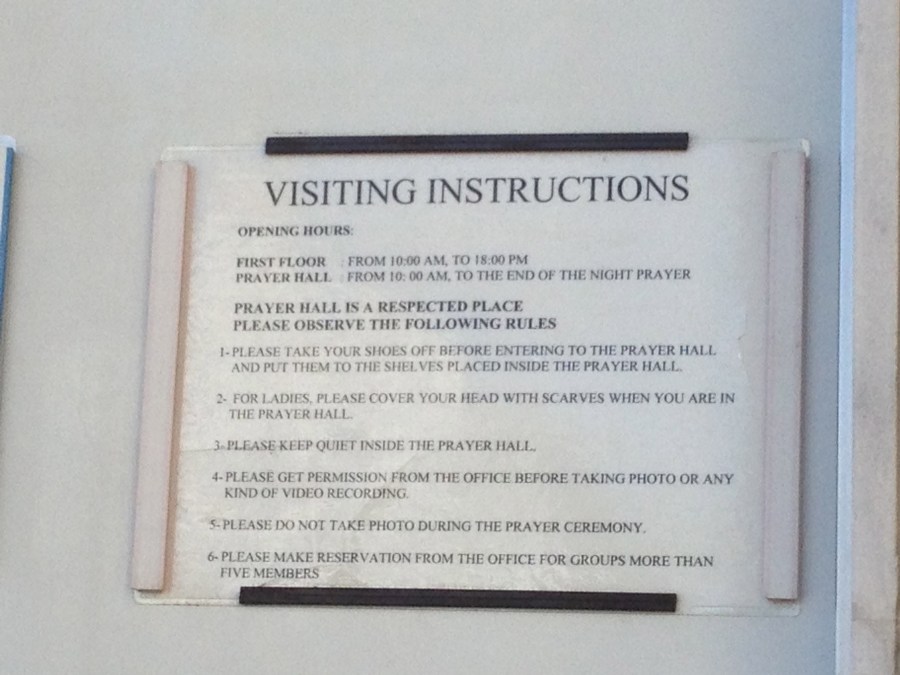 VISITING INSTRUCTIONS
OPENING HOURS:
FIRST FLOOR : FROM 10:00 AM, TO 18:00 PM
PRAYER HALL : FROM 10: 00 AM, TO THE END OF THE NIGHT PRAYER
PRAYER HALL IS A RESPECTED PLACE
PLEASE OBSERVE THE FOLLOWING RULES
1- PLEASE TAKE YOUR SHOES OFF BEFORE ENTERING TO THE PRAYER HALL
AND PUT THEM TO THE SHELVES PLACED INSIDE THE PRAYER HALL.
2- FOR LADIES, PLEASE COVER YOUR HEAD WITH SCARVES WHEN YOU ARE IN
THE PRAYER HALL.
3- PLEASE KEEP QUIET INSIDE THE PRAYER HALL.
4- PLEASE GET PERMISSION FROM THE OFFICE BEFORE TAKING PHOTO OR ANY
KIND OF VIDEO RECORDING.
5- PLEASE DO NOT TAKE PHOTO DURING THE PRAYER CEREMONY.
6- PLEASE MAKE RESERVATION FROM THE OFFICE FOR GROUPS MORE THAN
FIVE MEMBERS